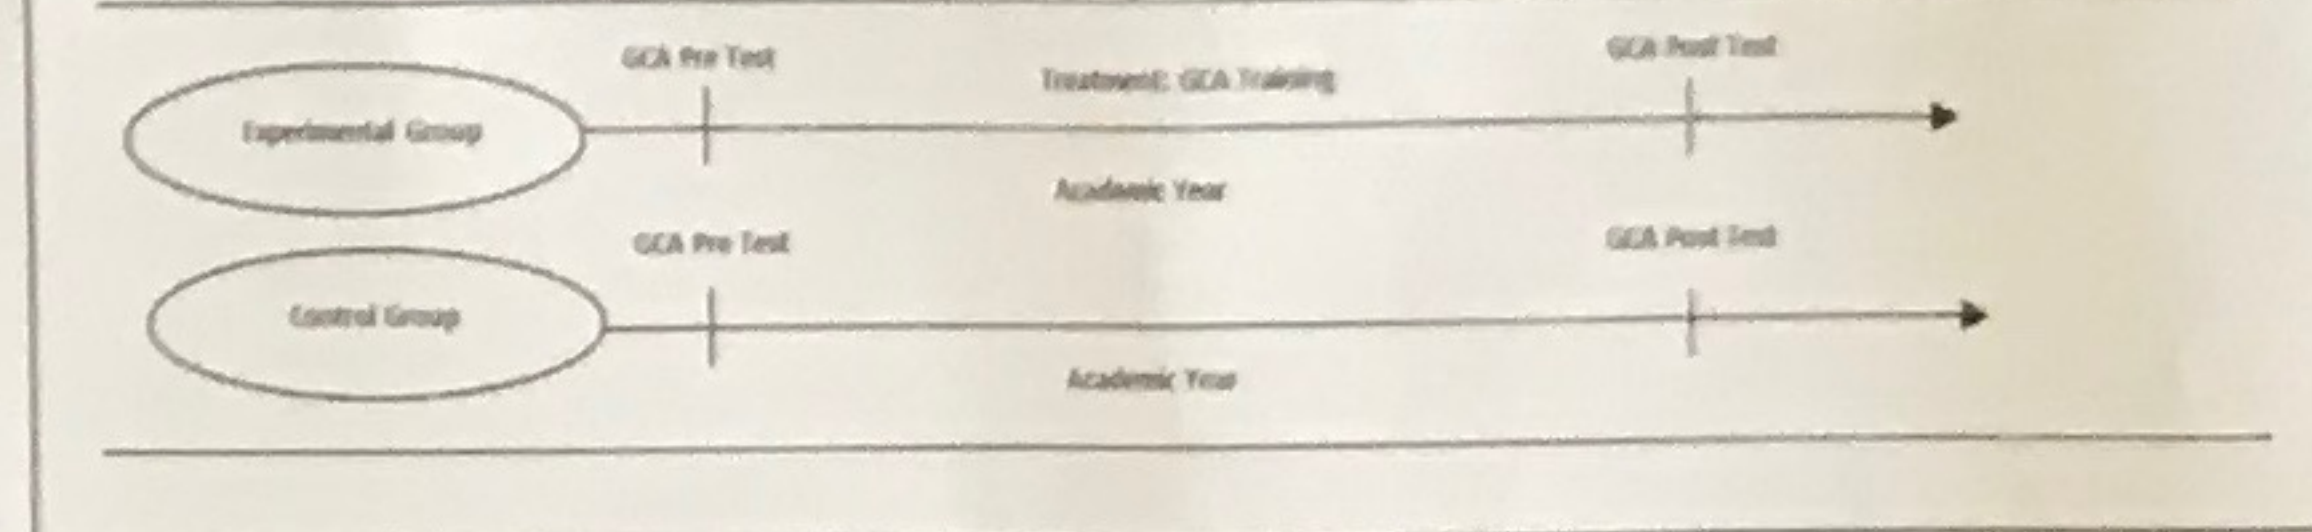 GCA Pre Test
Treatment: GCA Training
GCA Post Test
Experimental Group
Academic Year
GCA Pre Test
GCA Post Test
Control Group
Academic Year